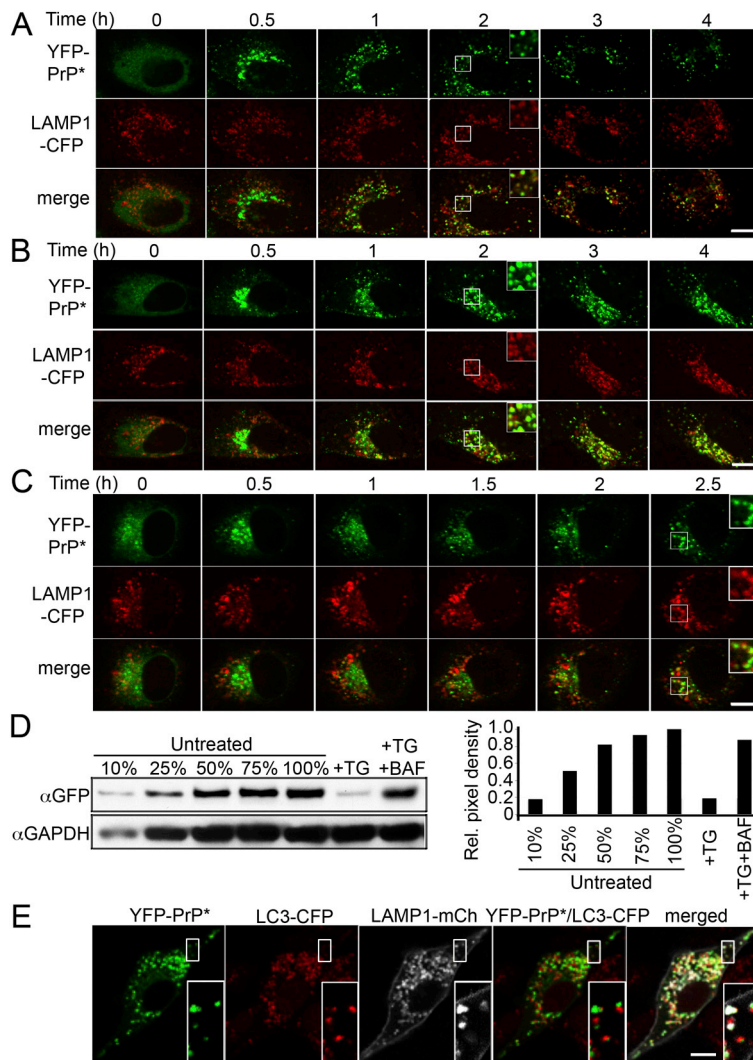 A
Time (h) 0 0.5 1 2 3 4
YFP-
PrP*
LAMP1
-CFP
merge
B
Time (h) 0 0.5 1 2 3 4
YFP-
PrP*
LAMP1
-CFP
merge
C
Time (h) 0 0.5 1 1.5 2 2.5
YFP-
PrP*
LAMP1
-CFP
merge
D
Untreated
+TG
+BAF
10% 25% 50% 75% 100% +TG
αGFP
αGAPDH
Rel. pixel density
1.0
0.8
0.6
0.4
0.2
0
10%
25%
50%
75%
100%
+TG
+TG+BAF
Untreated
E
YFP-PrP* LC3-CFP LAMP1-mCh YFP-PrP*/LC3-CFP merged